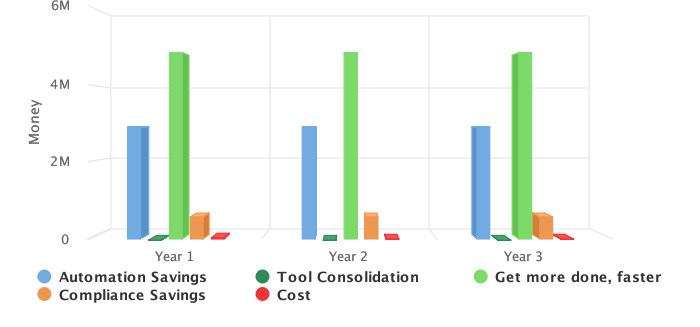 6M
4M
2M
0
Money
Year 1 Year 2 Year 3
Automation Savings Tool Consolidation Get more done, faster
Compliance Savings Cost